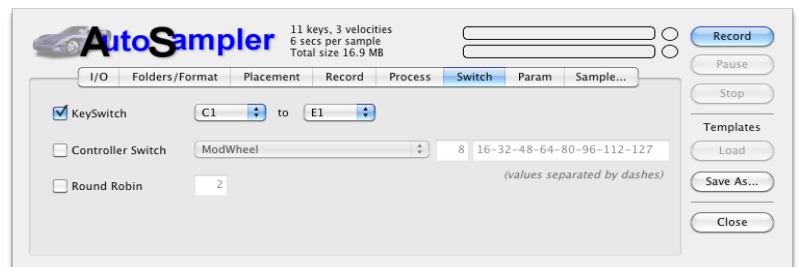 AutoSampler
11 keys, 3 velocities
6 secs per sample
Total size 16.9 MB
Record
Pause
Stop
I/O Folders/Format Placement Record Process Switch Param Sample...
KeySwitch C1 to E1
Controller Switch ModWheel 8 16-32-48-64-80-96-112-127
(values separated by dashes)
Round Robin 2
Templates
Load
Save As...
Close